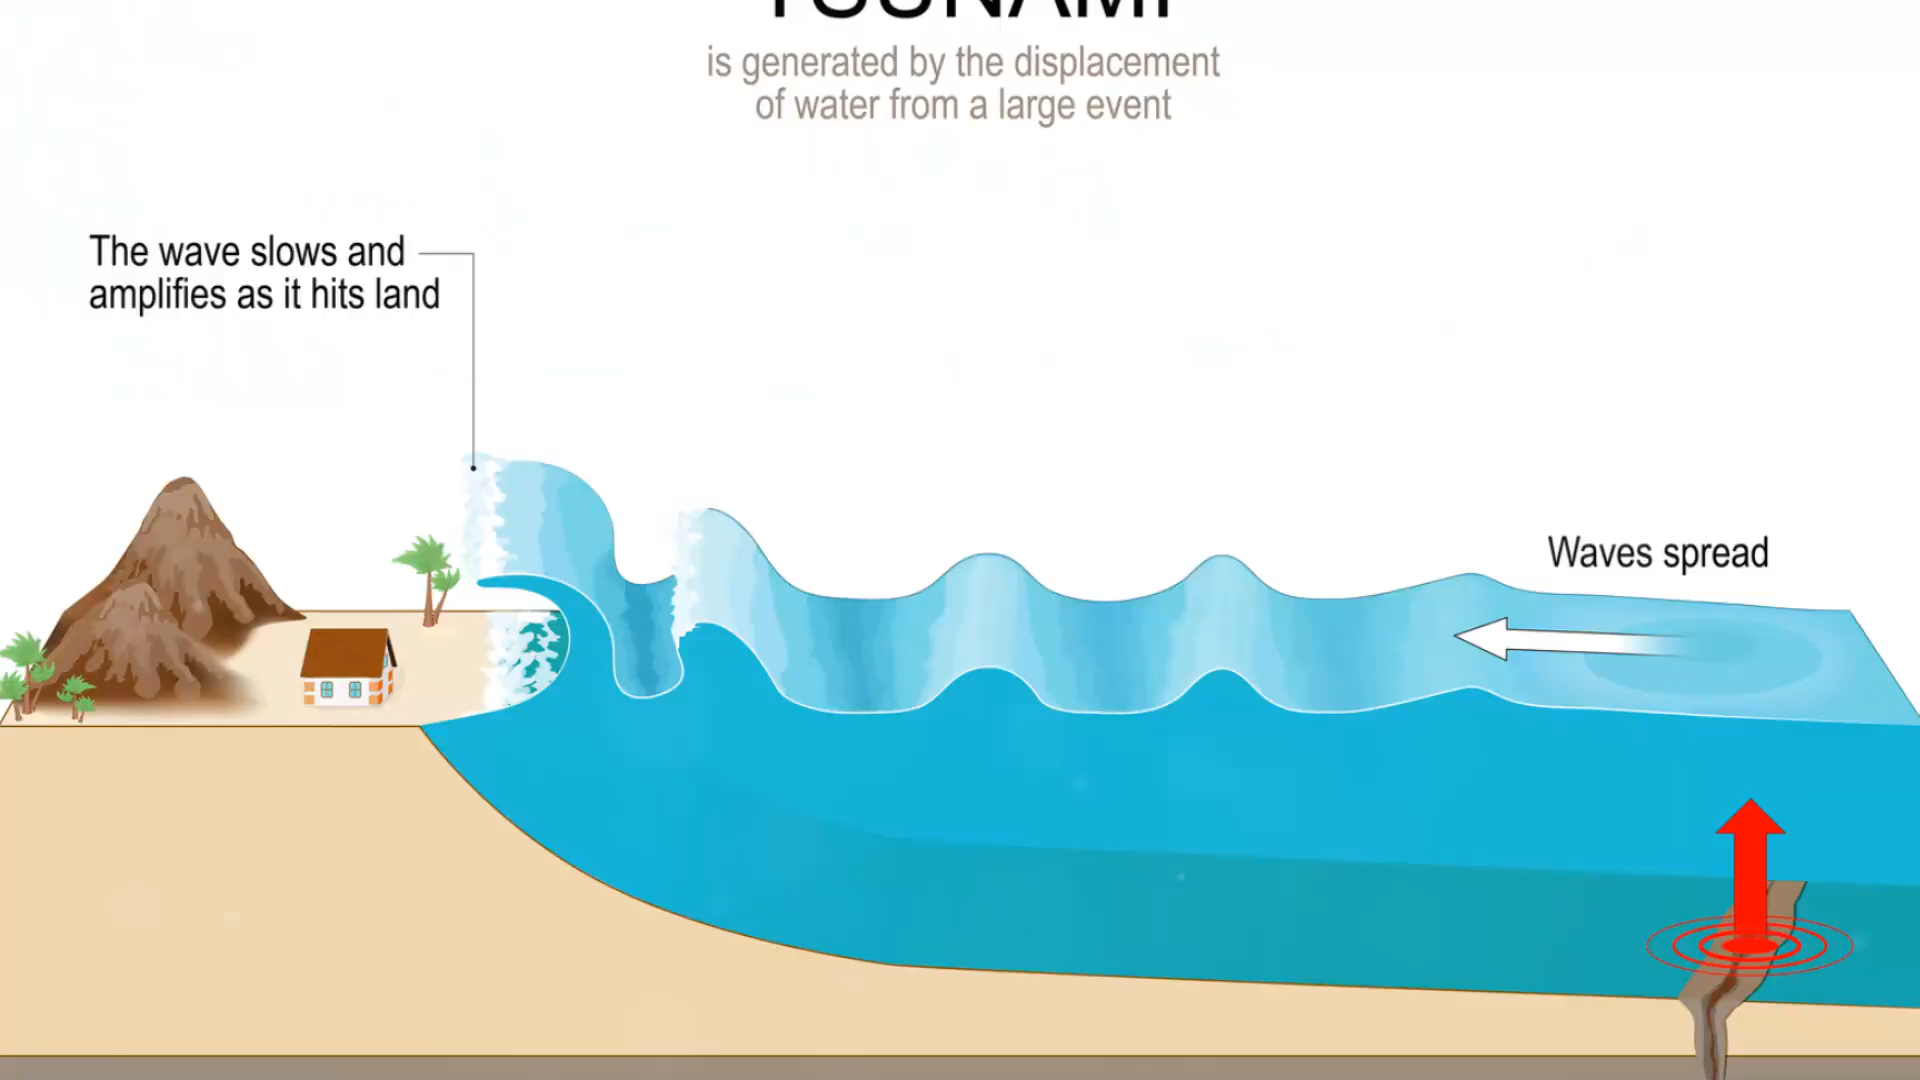 TSUNAMI
is generated by the displacement
of water from a large event
The wave slows and
amplifies as it hits land
Waves spread